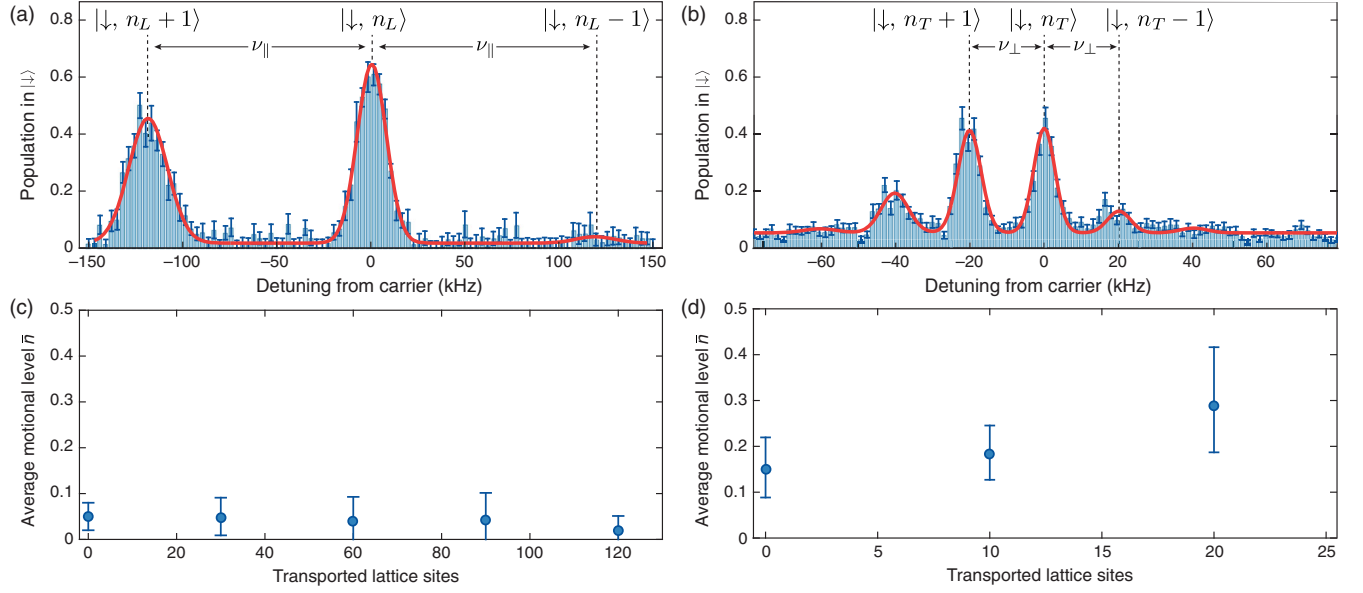 (a)
|↓, n_L + 1⟩ |↓, n_L⟩ |↓, n_L − 1⟩
ν_∥ ν_∥
0.8
0.6
0.4
0.2
0
Population in |↓⟩
−150 −100 −50 0 50 100 150
Detuning from carrier (kHz)
(b)
|↓, n_T + 1⟩ |↓, n_T⟩ |↓, n_T − 1⟩
ν_⊥ ν_⊥
0.8
0.6
0.4
0.2
0
Population in |↓⟩
−60 −40 −20 0 20 40 60
Detuning from carrier (kHz)
(c)
0.5
0.4
0.3
0.2
0.1
0
Average motional level n̅
0 20 40 60 80 100 120
Transported lattice sites
(d)
0.5
0.4
0.3
0.2
0.1
0
Average motional level n̅
0 5 10 15 20 25
Transported lattice sites